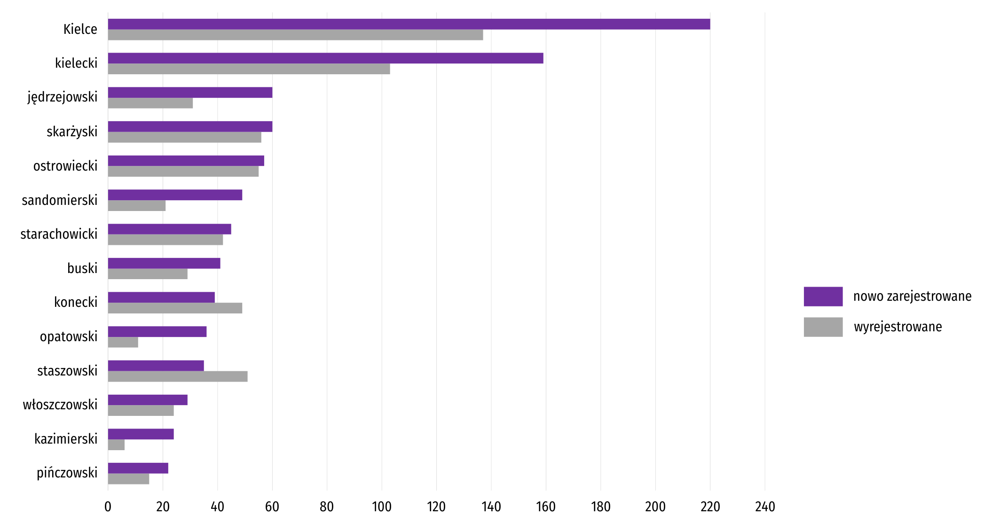 Kielce
kielecki
jędrzejowski
skarżyski
ostrowiecki
sandomierski
starachowicki
buski
konecki
opatowski
staszowski
włoszczowski
kazimierski
pińczowski
0 20 40 60 80 100 120 140 160 180 200 220 240
nowo zarejestrowane
wyrejestrowane